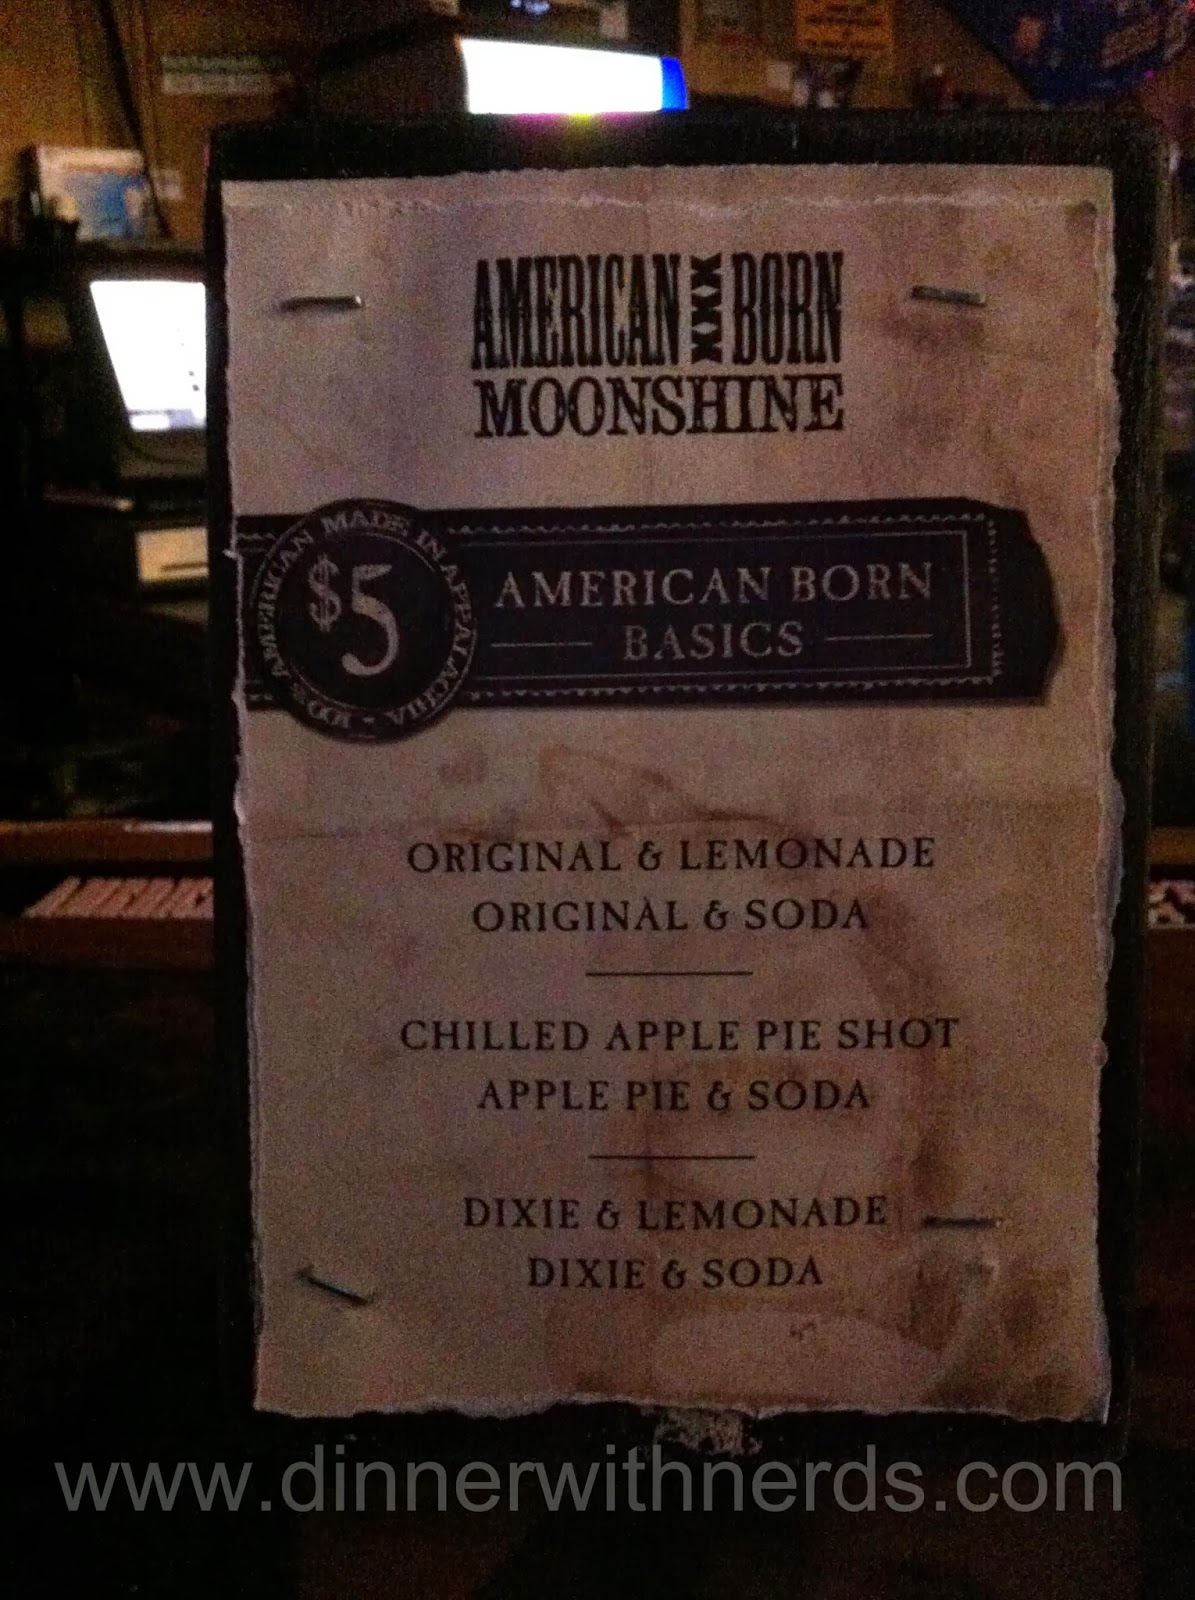 AMERICAN XXX BORN
MOONSHINE
$5
100% AMERICAN MADE IN APPALACHIA
AMERICAN BORN
BASICS
ORIGINAL & LEMONADE
ORIGINAL & SODA
CHILLED APPLE PIE SHOT
APPLE PIE & SODA
DIXIE & LEMONADE
DIXIE & SODA
www.dinnerwithnerds.com